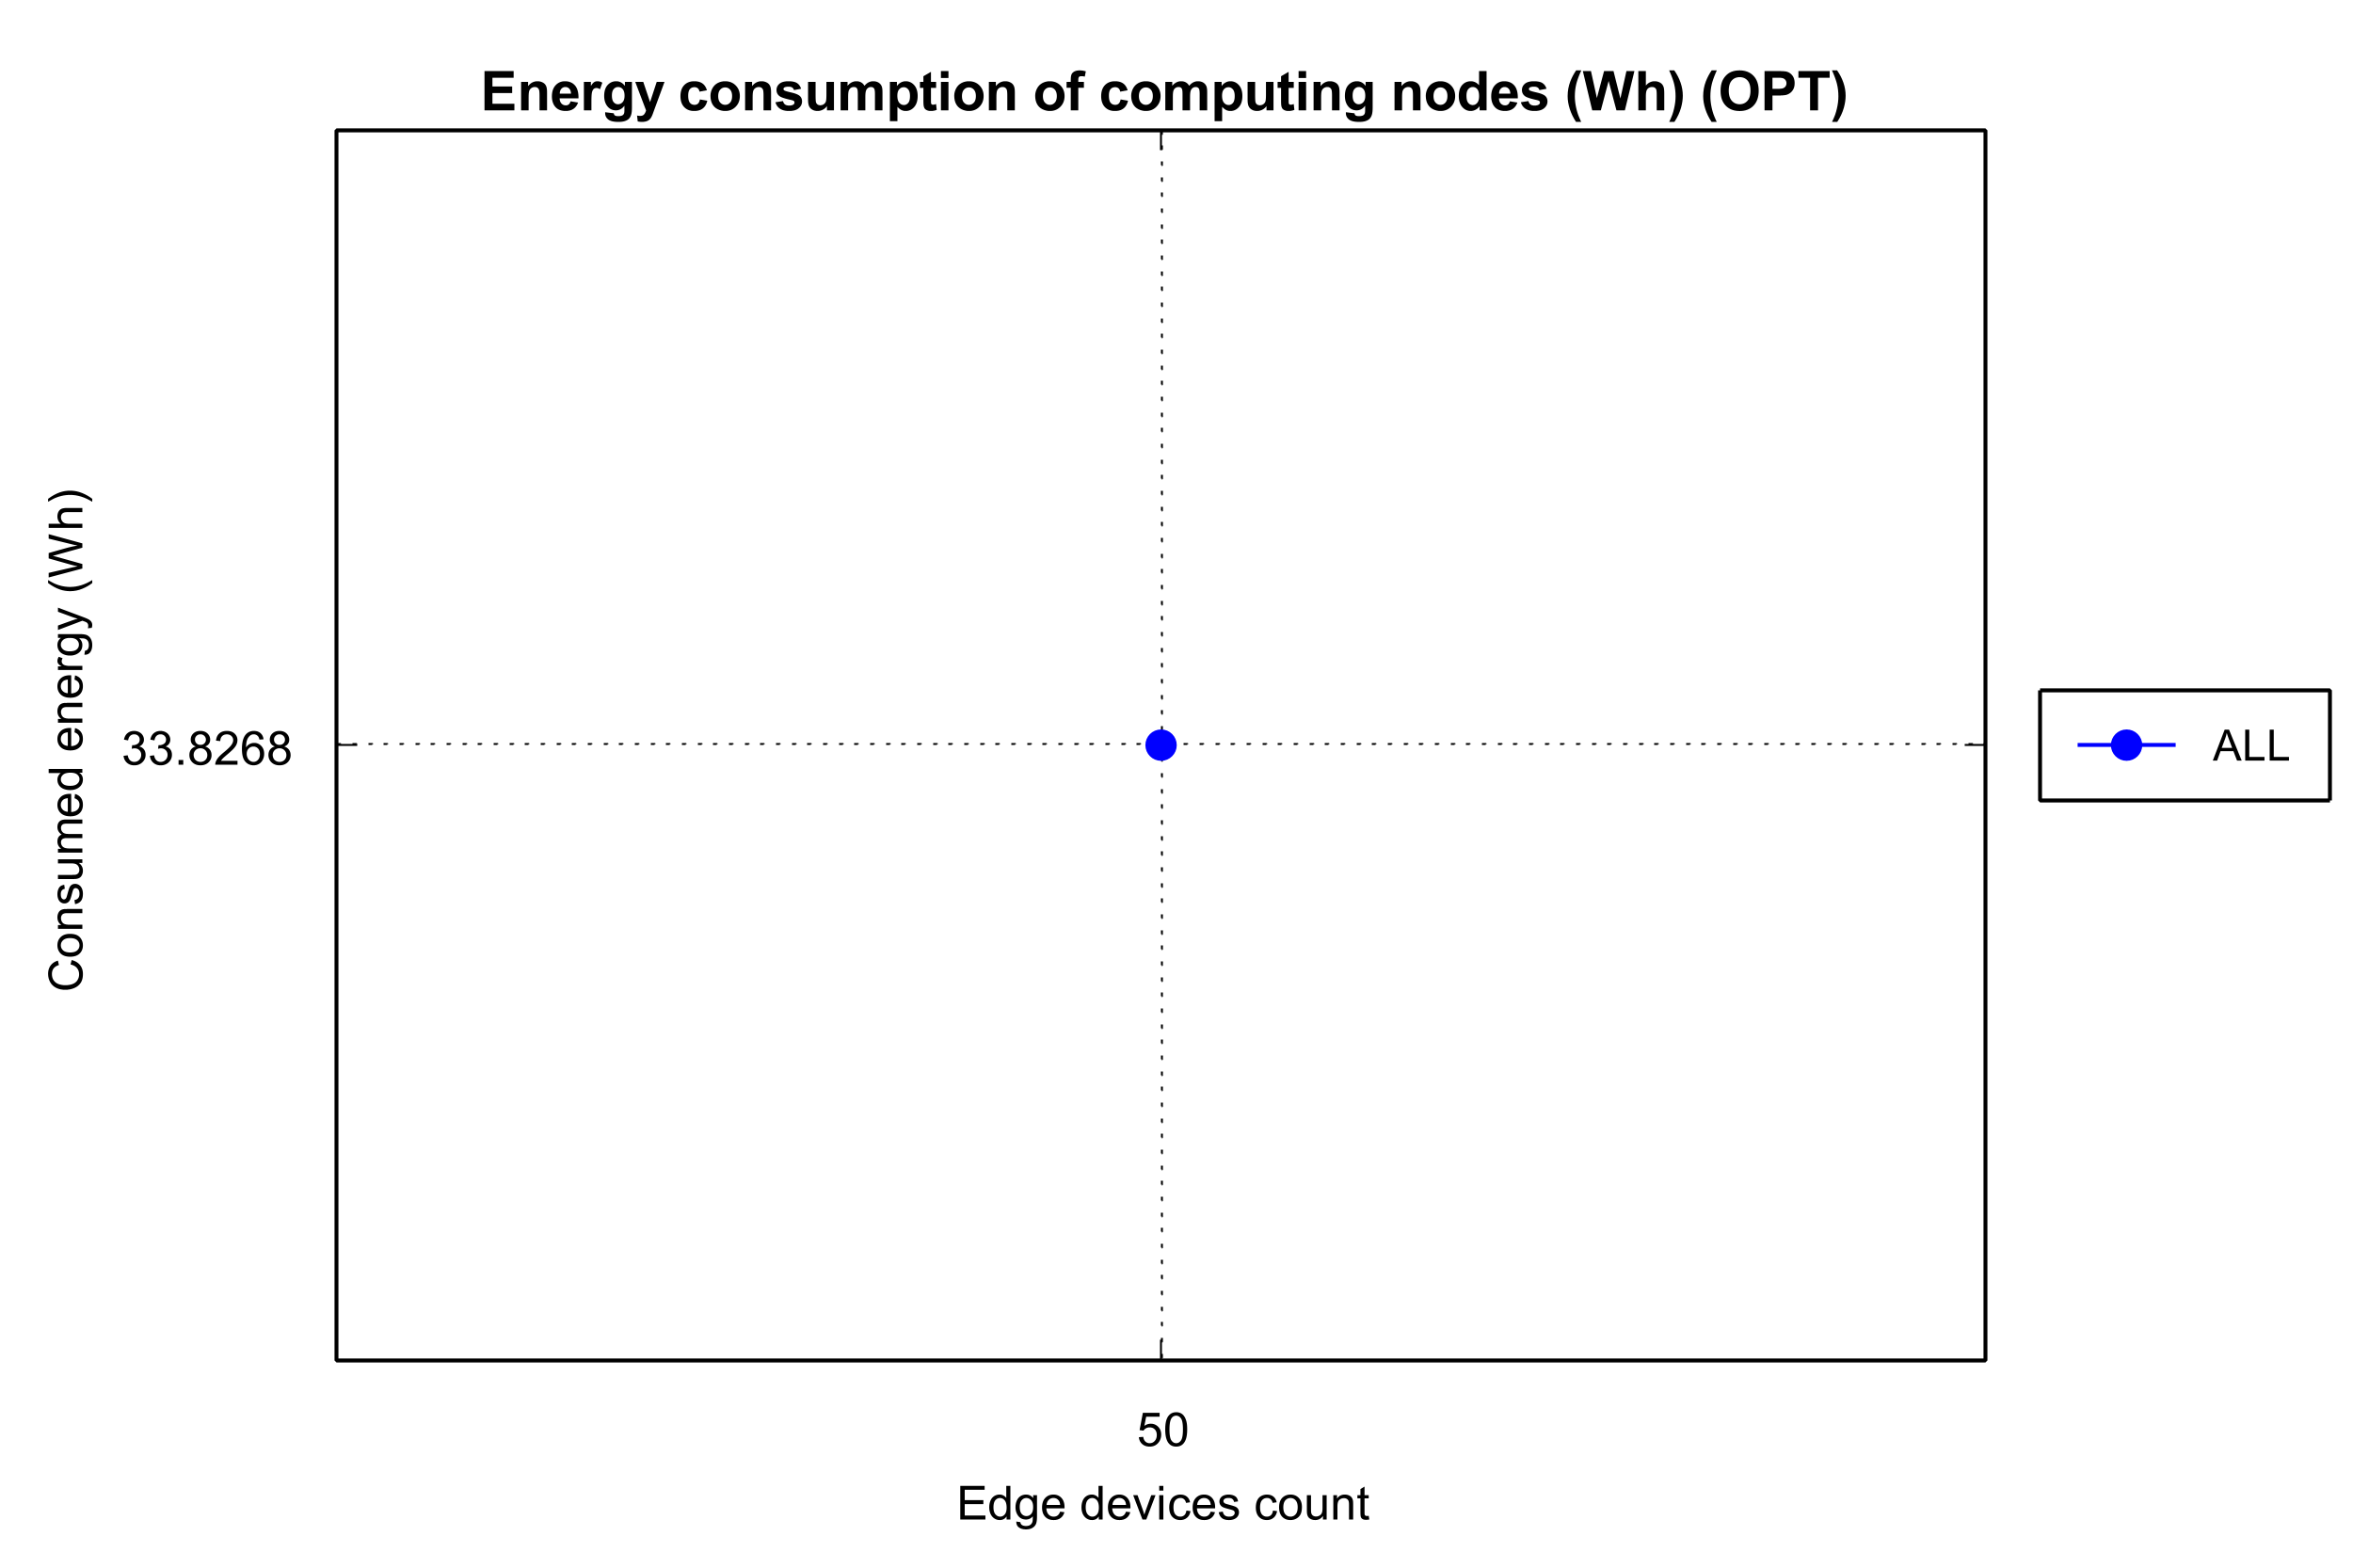 Energy consumption of computing nodes (Wh) (OPT)
Consumed energy (Wh)
33.8268
ALL
50
Edge devices count